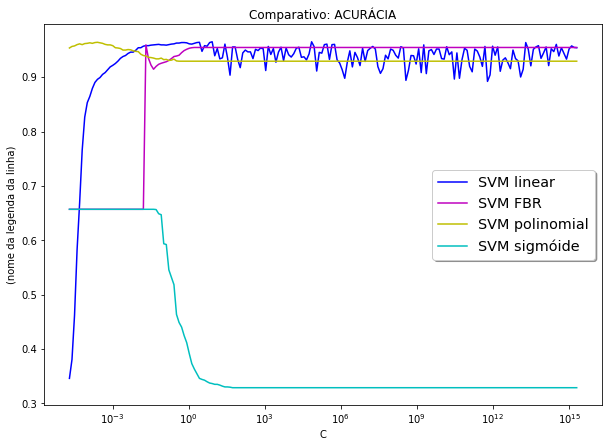 Comparativo: ACURÁCIA
(nome da legenda da linha)
0.9
0.8
0.7
0.6
0.5
0.4
0.3
SVM linear
SVM FBR
SVM polinomial
SVM sigmóide
10⁻³ 10⁰ 10³ 10⁶ 10⁹ 10¹² 10¹⁵
C